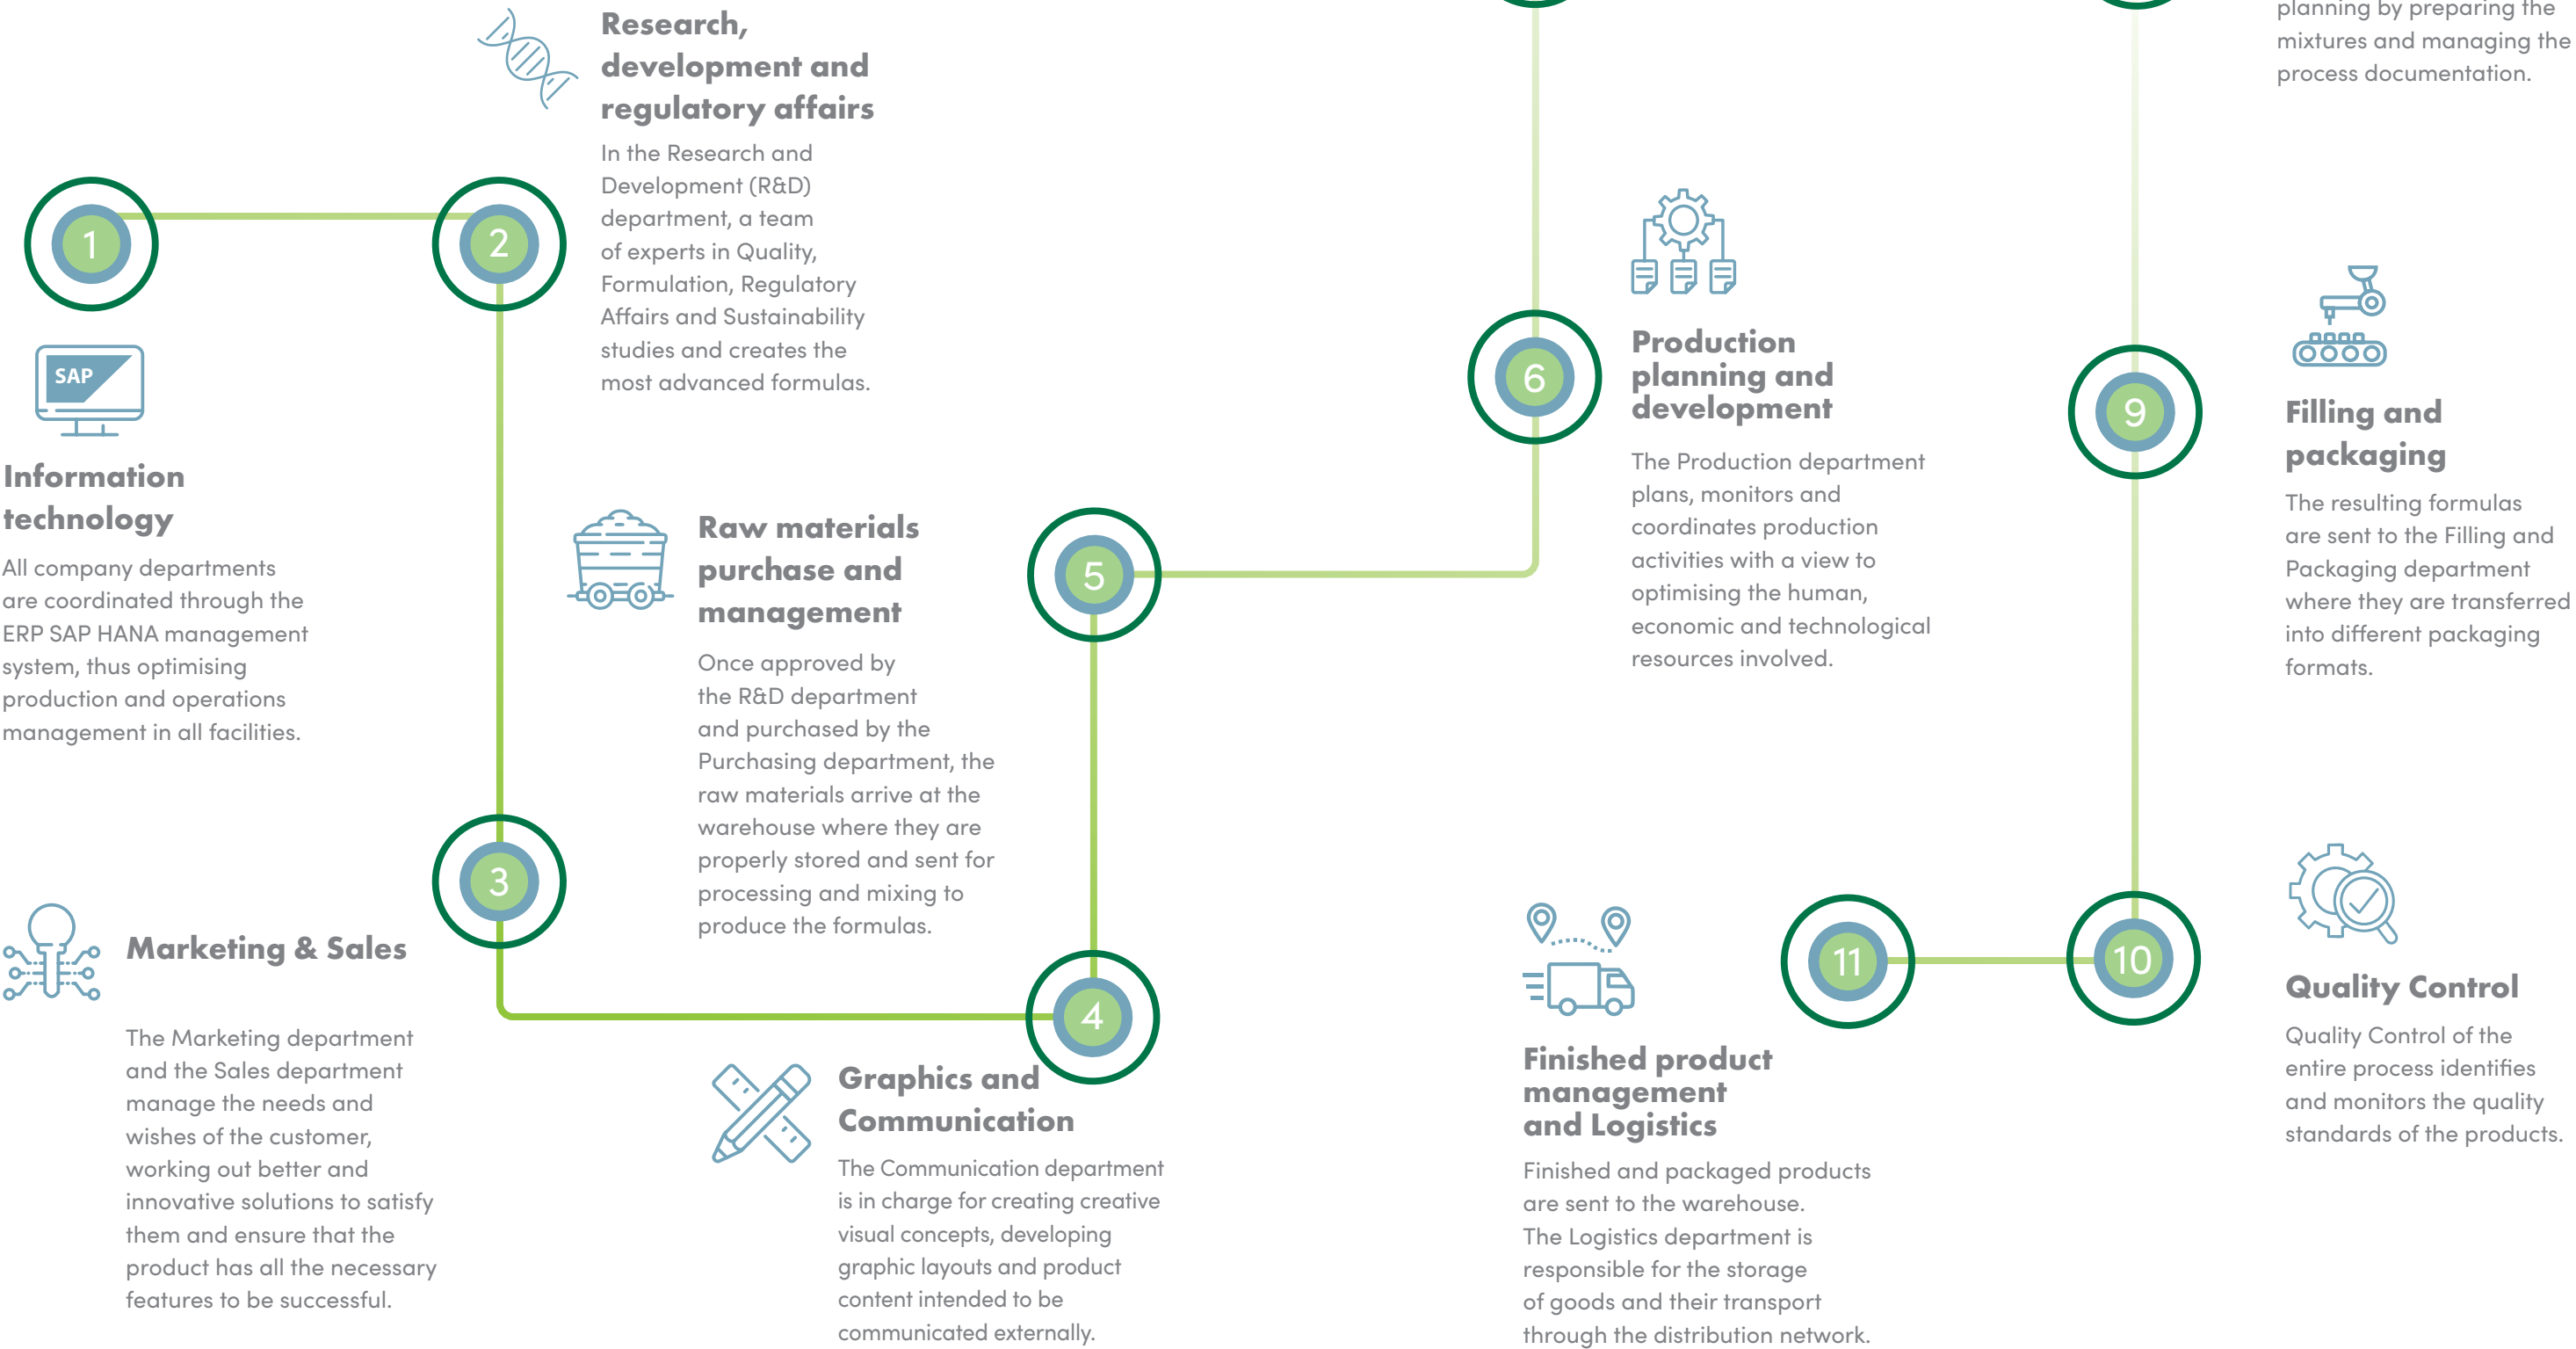 1
SAP
Information
technology
All company departments
are coordinated through the
ERP SAP HANA management
system, thus optimising
production and operations
management in all facilities.
2
Research,
development and
regulatory affairs
In the Research and
Development (R&D)
department, a team
of experts in Quality,
Formulation, Regulatory
Affairs and Sustainability
studies and creates the
most advanced formulas.
3
Marketing & Sales
The Marketing department
and the Sales department
manage the needs and
wishes of the customer,
working out better and
innovative solutions to satisfy
them and ensure that the
product has all the necessary
features to be successful.
4
Graphics and
Communication
The Communication department
is in charge for creating creative
visual concepts, developing
graphic layouts and product
content intended to be
communicated externally.
5
Raw materials
purchase and
management
Once approved by
the R&D department
and purchased by the
Purchasing department, the
raw materials arrive at the
warehouse where they are
properly stored and sent for
processing and mixing to
produce the formulas.
6
Production
planning and
development
The Production department
plans, monitors and
coordinates production
activities with a view to
optimising the human,
economic and technological
resources involved.
planning by preparing the
mixtures and managing the
process documentation.
9
Filling and
packaging
The resulting formulas
are sent to the Filling and
Packaging department
where they are transferred
into different packaging
formats.
10
Quality Control
Quality Control of the
entire process identifies
and monitors the quality
standards of the products.
11
Finished product
management
and Logistics
Finished and packaged products
are sent to the warehouse.
The Logistics department is
responsible for the storage
of goods and their transport
through the distribution network.